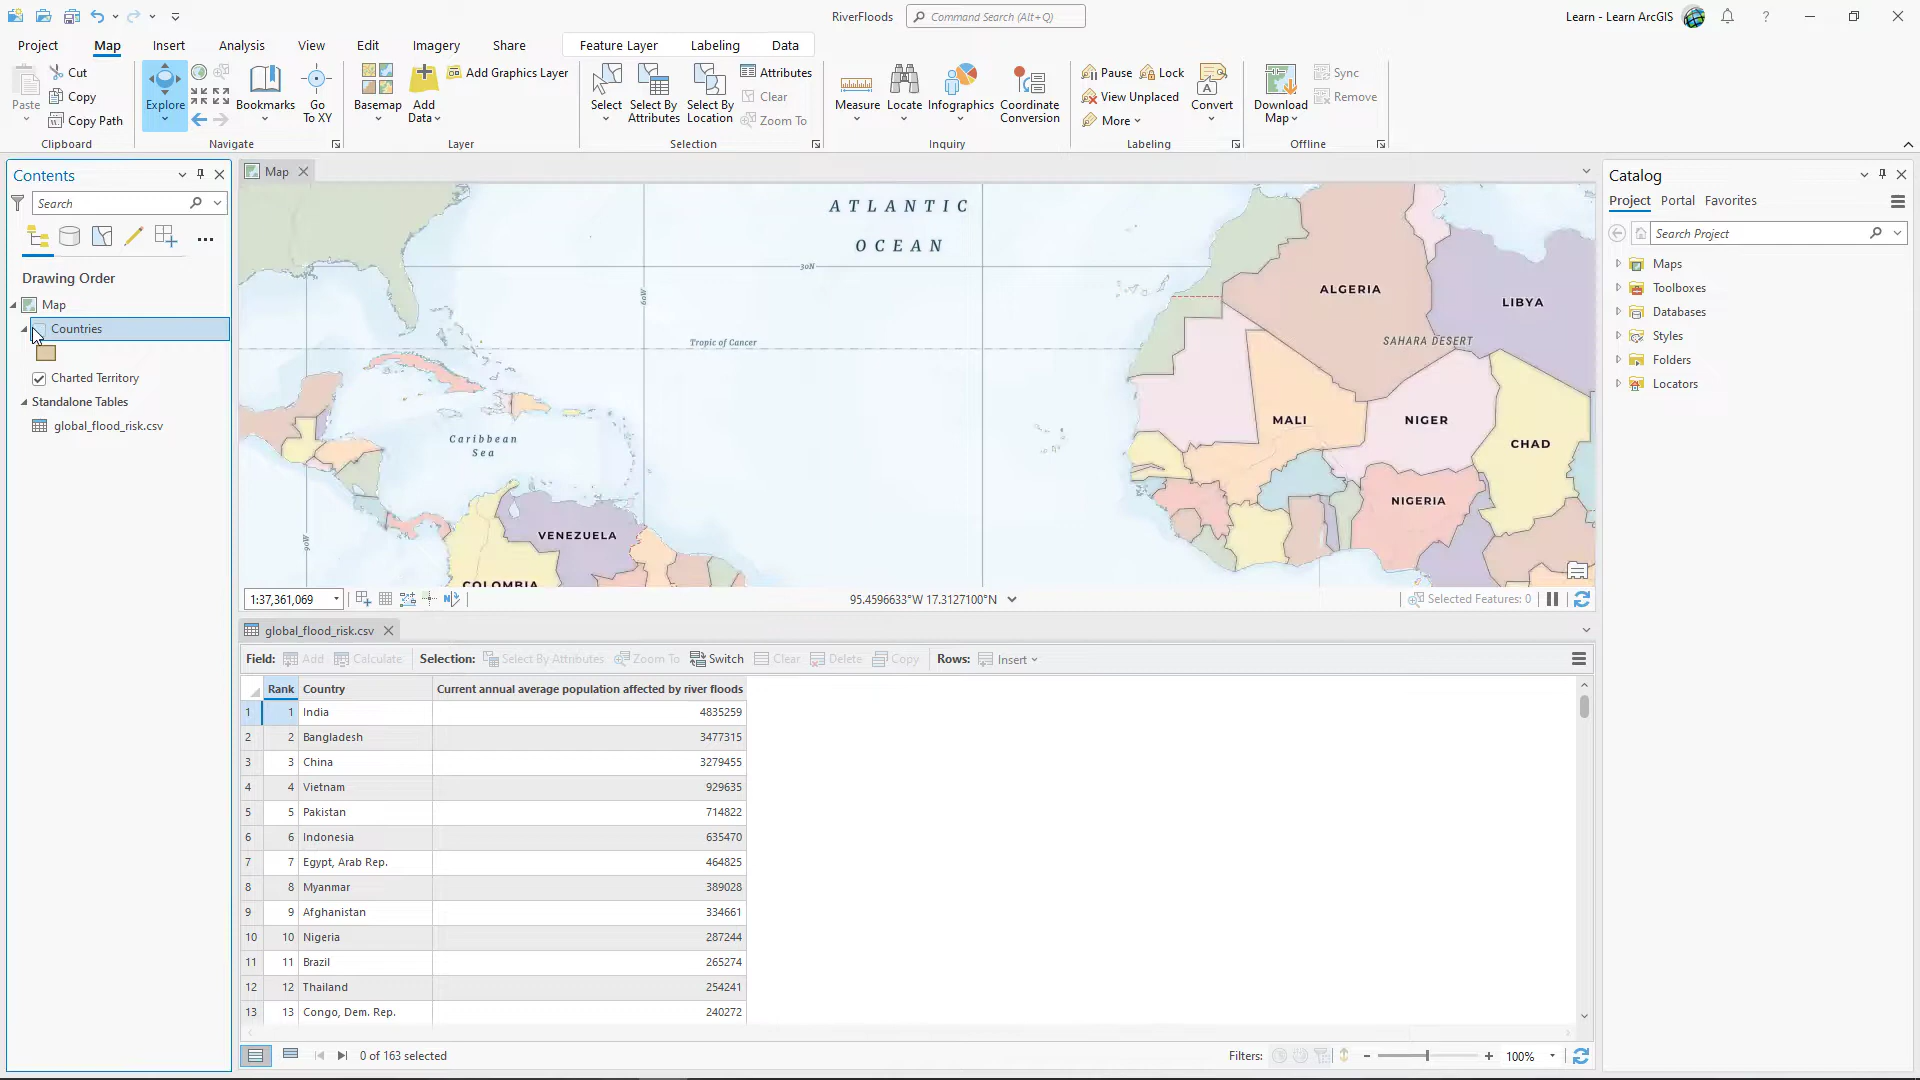 RiverFloods
Command Search (Alt+Q)
Learn - Learn ArcGIS
?
Project
Map
Insert
Analysis
View
Edit
Imagery
Share
Feature Layer
Labeling
Data
Paste
Cut
Copy
Copy Path
Clipboard
Explore
Bookmarks
Go To XY
Navigate
Basemap
Add Data
Add Graphics Layer
Layer
Select
Select By Attributes
Select By Location
Attributes
Clear
Zoom To
Selection
Measure
Locate
Infographics
Coordinate Conversion
Inquiry
Pause
Lock
View Unplaced
More
Convert
Labeling
Download Map
Sync
Remove
Offline
Contents
Search
Drawing Order
Map
Countries
Charted Territory
Standalone Tables
global_flood_risk.csv
Map
ATLANTIC
OCEAN
30N
60W
Tropic of Cancer
Caribbean
Sea
90W
VENEZUELA
COLOMBIA
ALGERIA
LIBYA
SAHARA DESERT
MALI
NIGER
CHAD
NIGERIA
1:37,361,069
95.4596633°W 17.3127100°N
Selected Features: 0
global_flood_risk.csv
Field: Add Calculate Selection: Select By Attributes Zoom To Switch Clear Delete Copy Rows: Insert
Rank Country Current annual average population affected by river floods
1 1 India 4835259
2 2 Bangladesh 3477315
3 3 China 3279455
4 4 Vietnam 929635
5 5 Pakistan 714822
6 6 Indonesia 635470
7 7 Egypt, Arab Rep. 464825
8 8 Myanmar 389028
9 9 Afghanistan 334661
10 10 Nigeria 287244
11 11 Brazil 265274
12 12 Thailand 254241
13 13 Congo, Dem. Rep. 240272
0 of 163 selected
Filters:
100%
Catalog
Project
Portal
Favorites
Search Project
Maps
Toolboxes
Databases
Styles
Folders
Locators